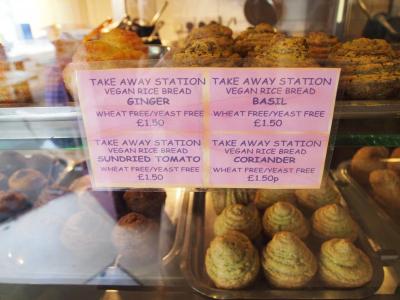 TAKE AWAY STATION
VEGAN RICE BREAD
GINGER
WHEAT FREE/YEAST FREE
£1.50
TAKE AWAY STATION
VEGAN RICE BREAD
BASIL
WHEAT FREE/YEAST FREE
£1.50
TAKE AWAY STATION
VEGAN RICE BREAD
SUNDRIED TOMATO
WHEAT FREE/YEAST FREE
£1.50
TAKE AWAY STATION
VEGAN RICE BREAD
CORIANDER
WHEAT FREE/YEAST FREE
£1.50p